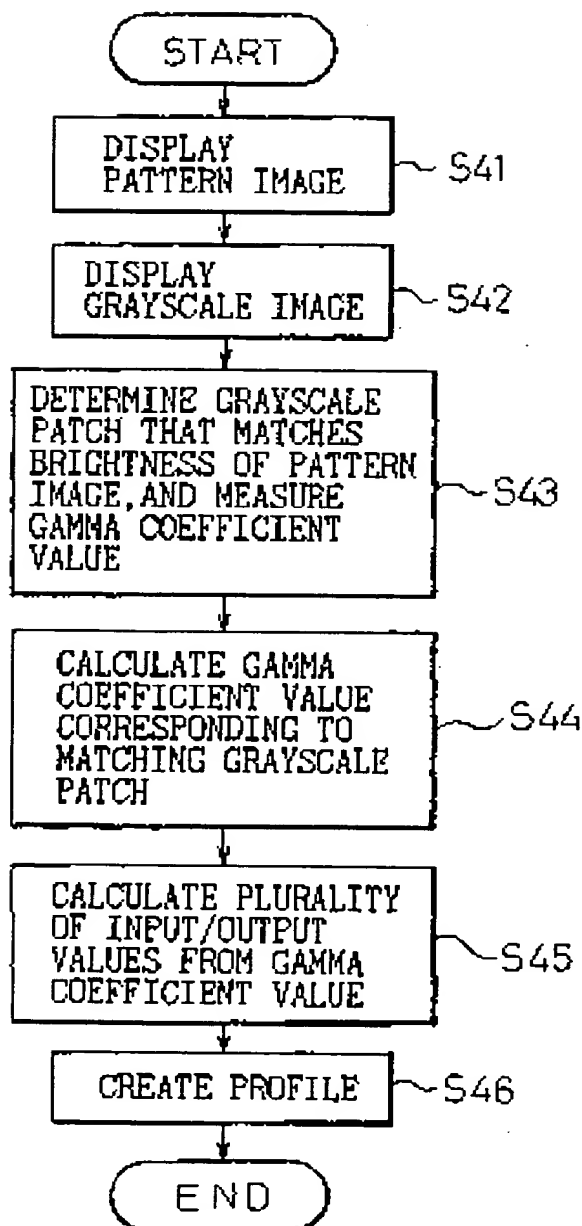 START
DISPLAY
PATTERN IMAGE
S41
DISPLAY
GRAYSCALE IMAGE
S42
DETERMINE GRAYSCALE
PATCH THAT MATCHES
BRIGHTNESS OF PATTERN
IMAGE, AND MEASURE
GAMMA COEFFICIENT
VALUE
S43
CALCULATE GAMMA
COEFFICIENT VALUE
CORRESPONDING TO
MATCHING GRAYSCALE
PATCH
S44
CALCULATE PLURALITY
OF INPUT/OUTPUT
VALUES FROM GAMMA
COEFFICIENT VALUE
S45
CREATE PROFILE
S46
END